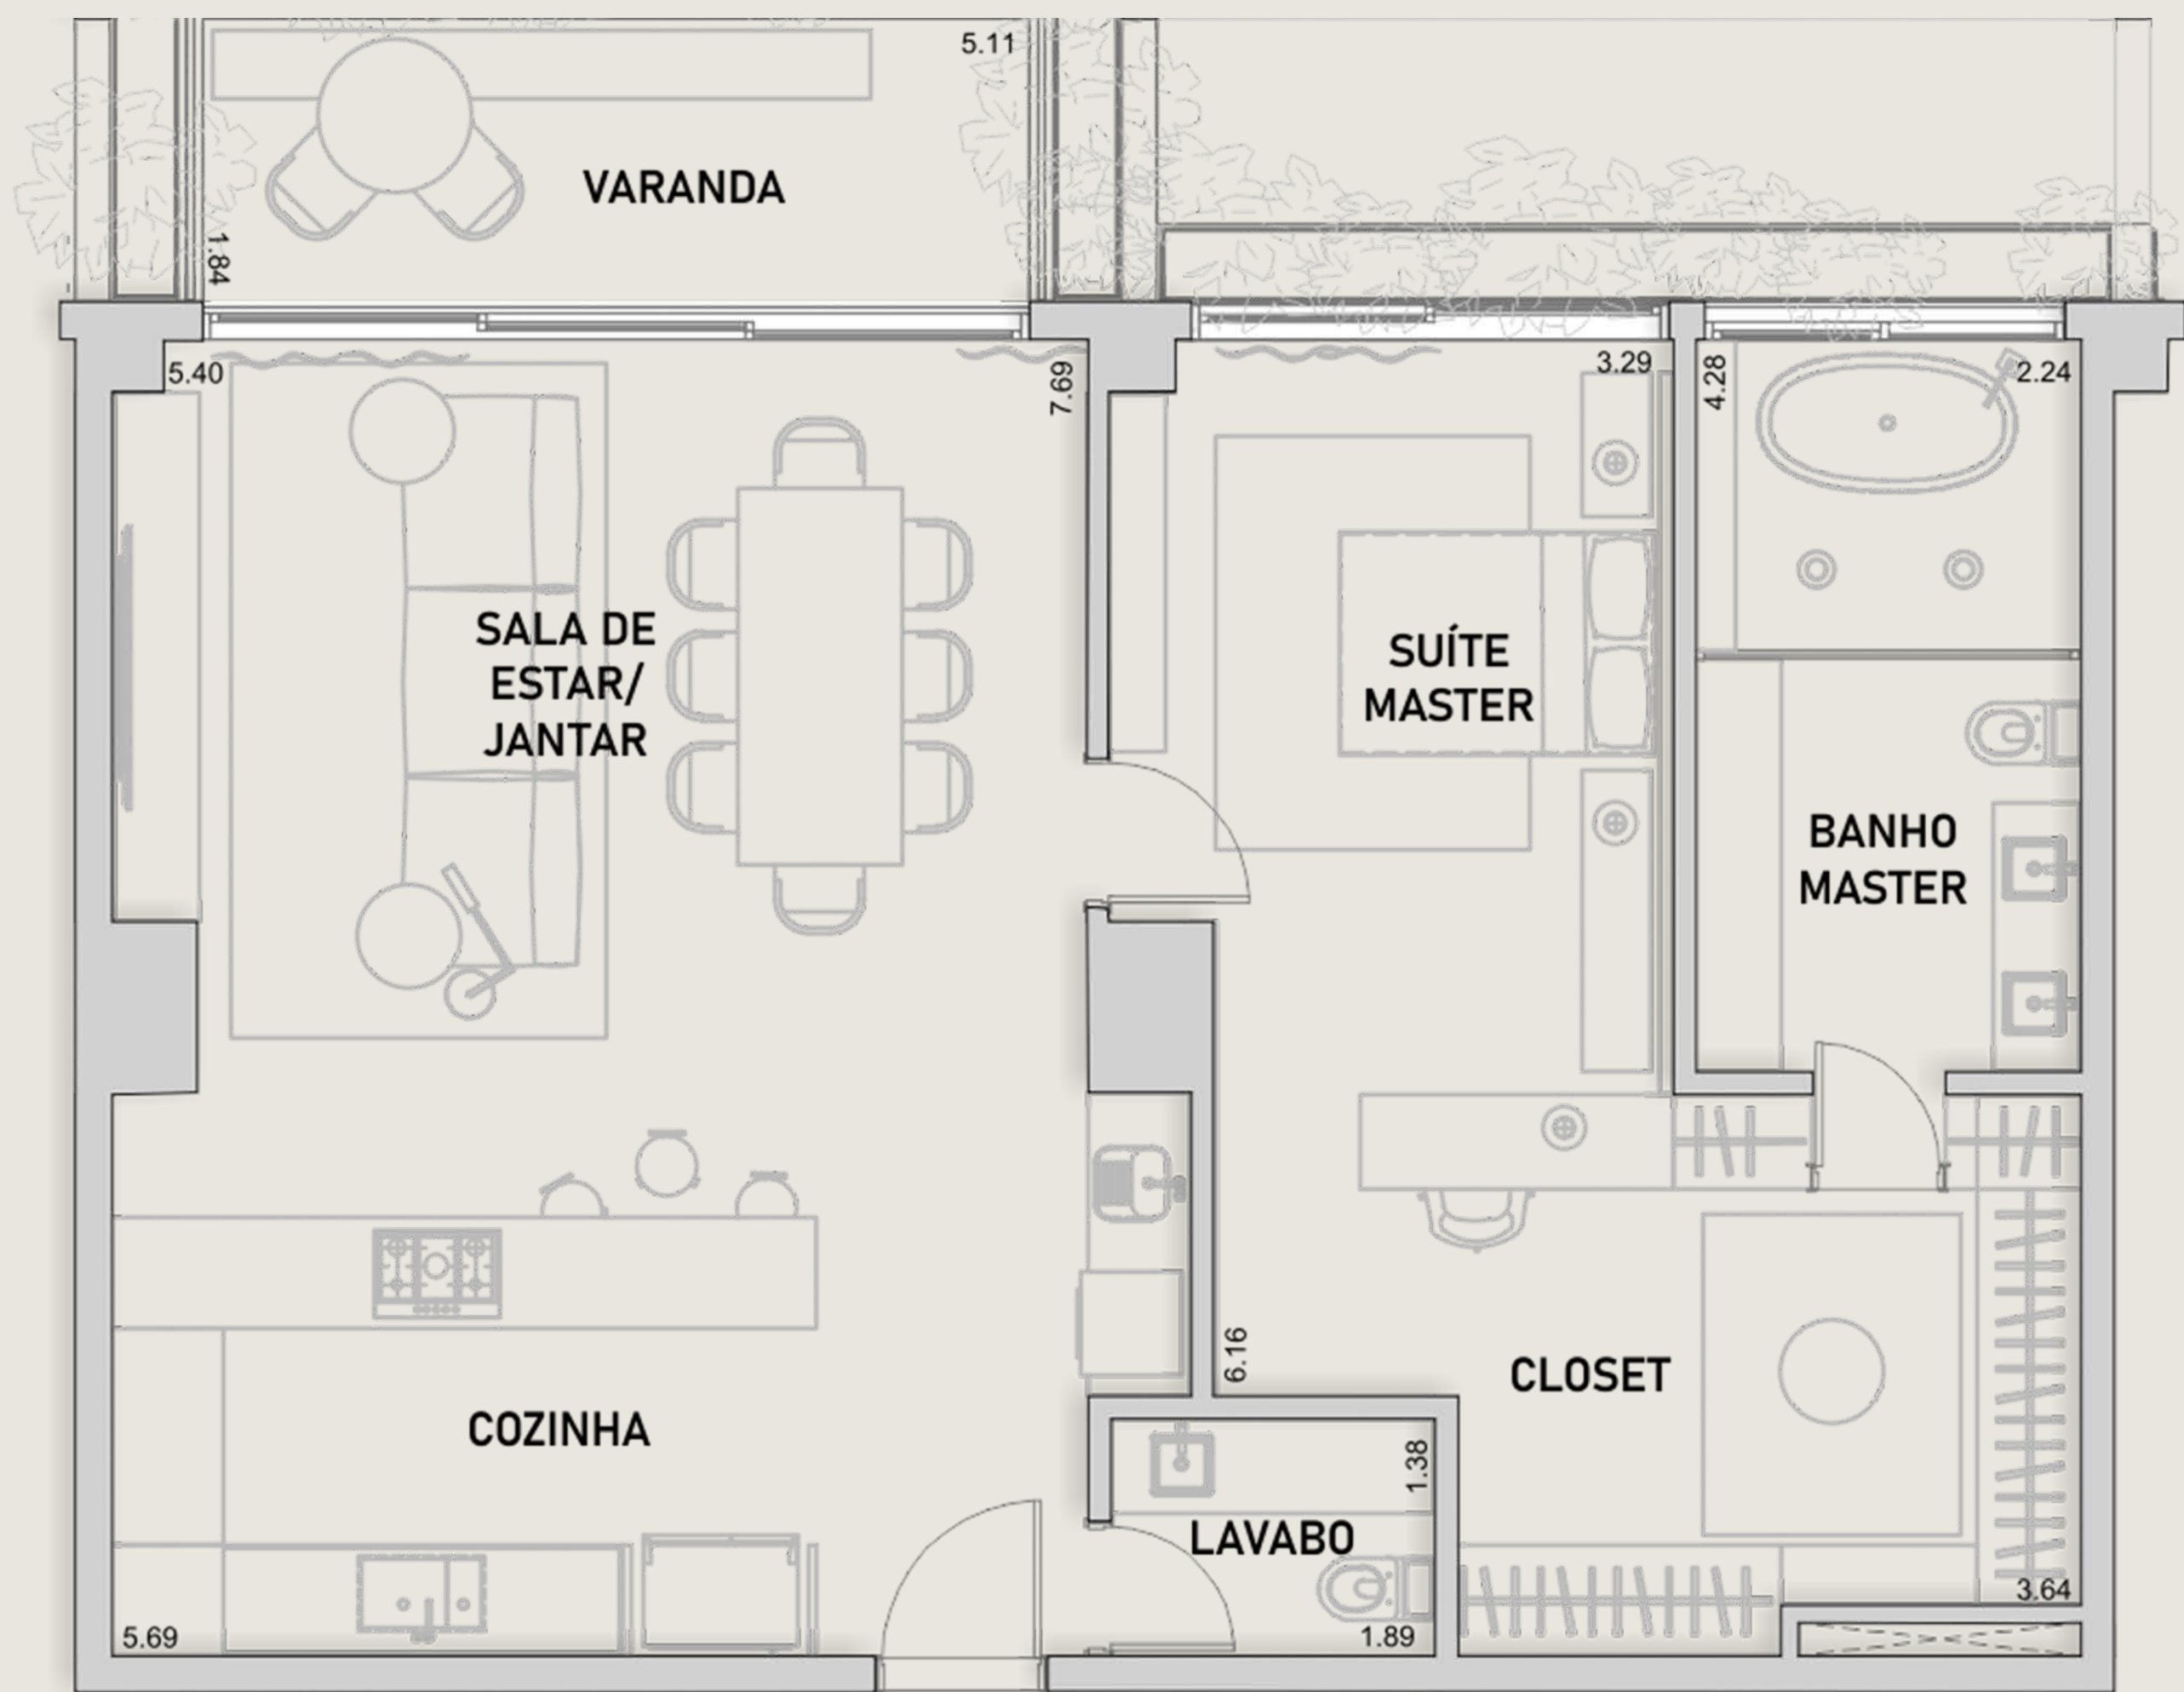 5.11
VARANDA
1.84
5.40
7.69
3.29
4.28
2.24
SALA DE
ESTAR/
JANTAR
SUÍTE
MASTER
BANHO
MASTER
6.16
CLOSET
COZINHA
1.38
LAVABO
3.64
5.69
1.89